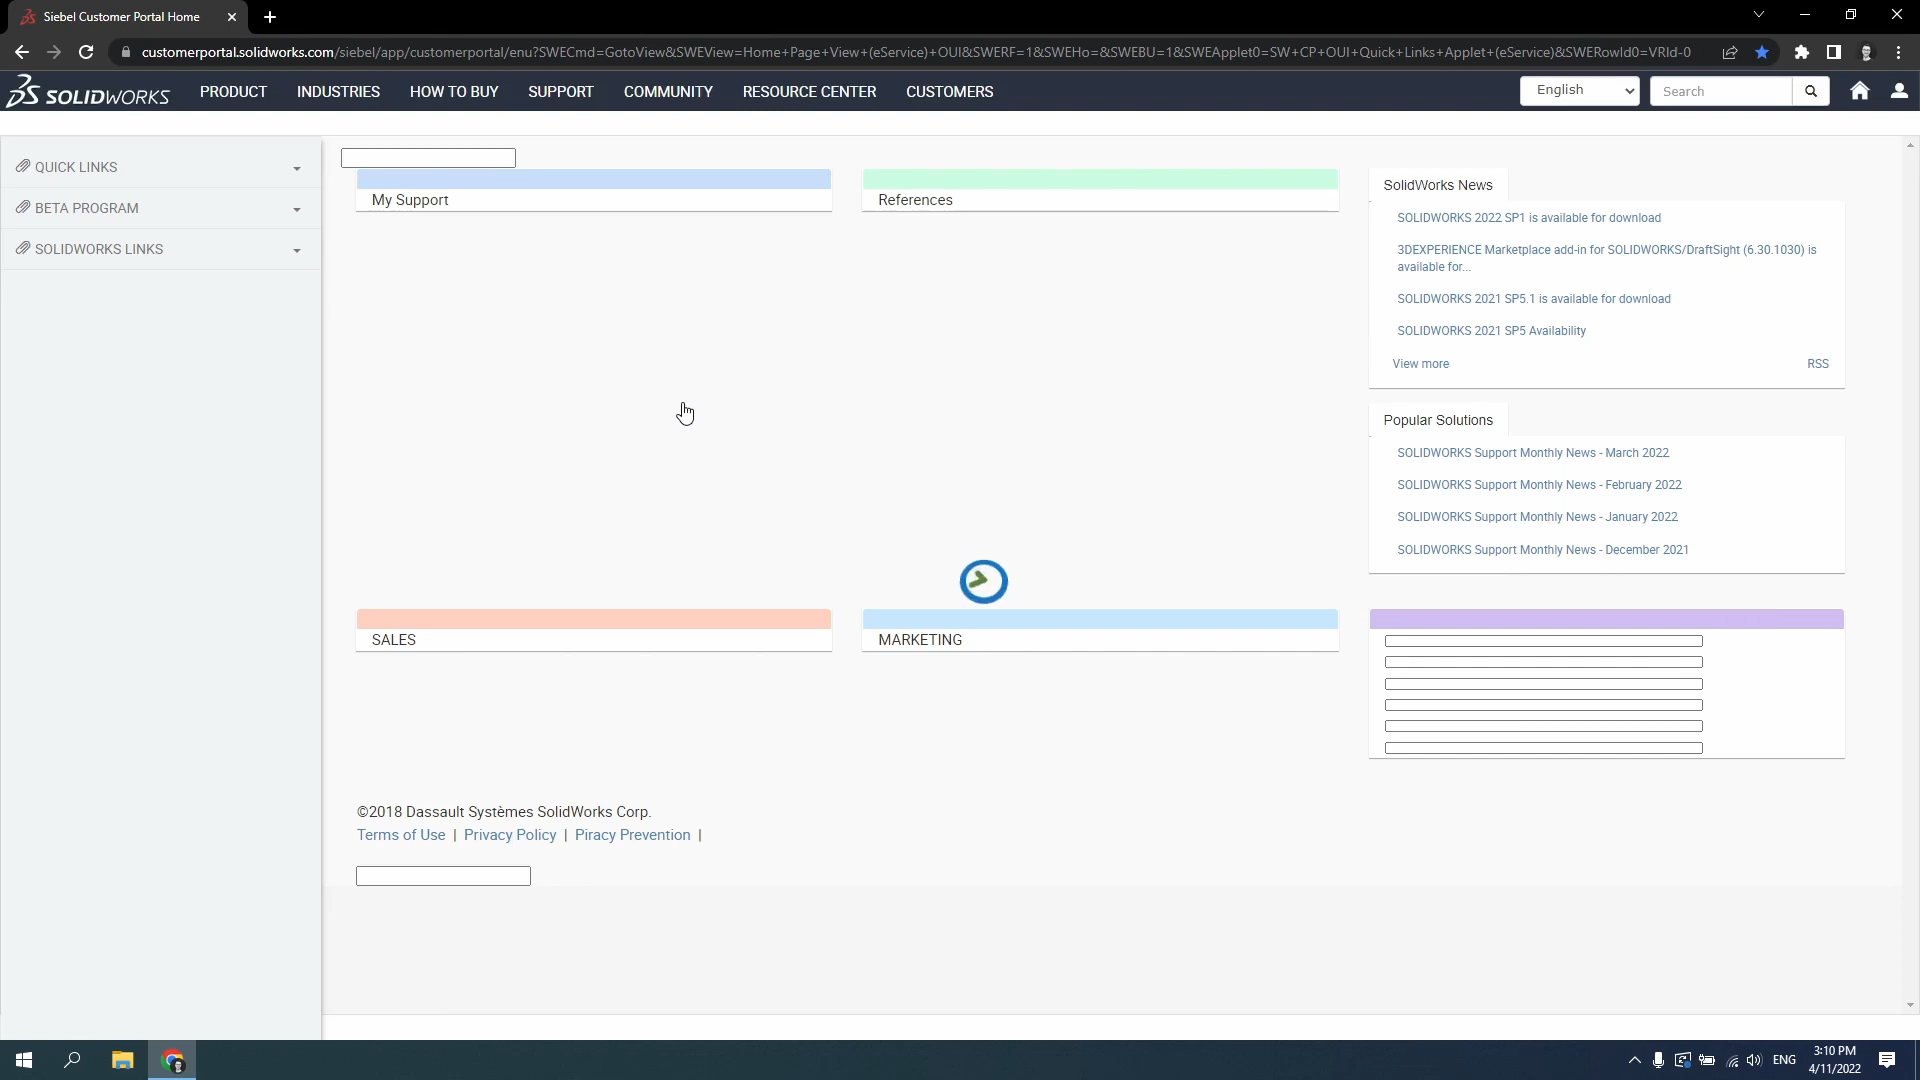 Siebel Customer Portal Home
customerportal.solidworks.com/siebel/app/customerportal/enu?SWECmd=GotoView&SWEView=Home+Page+View+(eService)+OUI&SWERF=1&SWEHo=&SWEBU=1&SWEApplet0=SW+CP+OUI+Quick+Links+Applet+(eService)&SWERowId0=VRId-0
SOLIDWORKS PRODUCT INDUSTRIES HOW TO BUY SUPPORT COMMUNITY RESOURCE CENTER CUSTOMERS English Search
QUICK LINKS
BETA PROGRAM
SOLIDWORKS LINKS
My Support
References
SolidWorks News
SOLIDWORKS 2022 SP1 is available for download
3DEXPERIENCE Marketplace add-in for SOLIDWORKS/DraftSight (6.30.1030) is
available for...
SOLIDWORKS 2021 SP5.1 is available for download
SOLIDWORKS 2021 SP5 Availability
View more RSS
Popular Solutions
SOLIDWORKS Support Monthly News - March 2022
SOLIDWORKS Support Monthly News - February 2022
SOLIDWORKS Support Monthly News - January 2022
SOLIDWORKS Support Monthly News - December 2021
SALES
MARKETING
©2018 Dassault Systèmes SolidWorks Corp.
Terms of Use | Privacy Policy | Piracy Prevention |
ENG
3:10 PM
4/11/2022